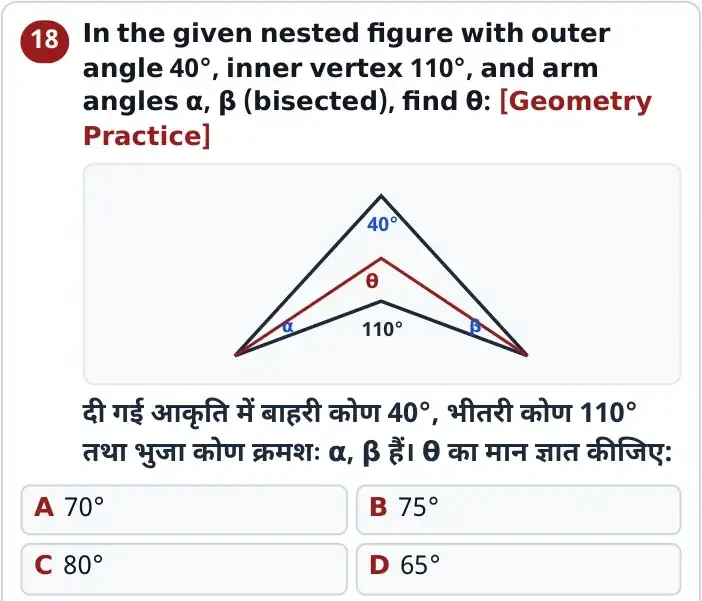 18 In the given nested figure with outer
angle 40°, inner vertex 110°, and arm
angles α, β (bisected), find θ: [Geometry
Practice]
40°
θ
α
110°
β
दी गई आकृति में बाहरी कोण 40°, भीतरी कोण 110°
तथा भुजा कोण क्रमशः α, β हैं। θ का मान ज्ञात कीजिए:
A 70°
B 75°
C 80°
D 65°